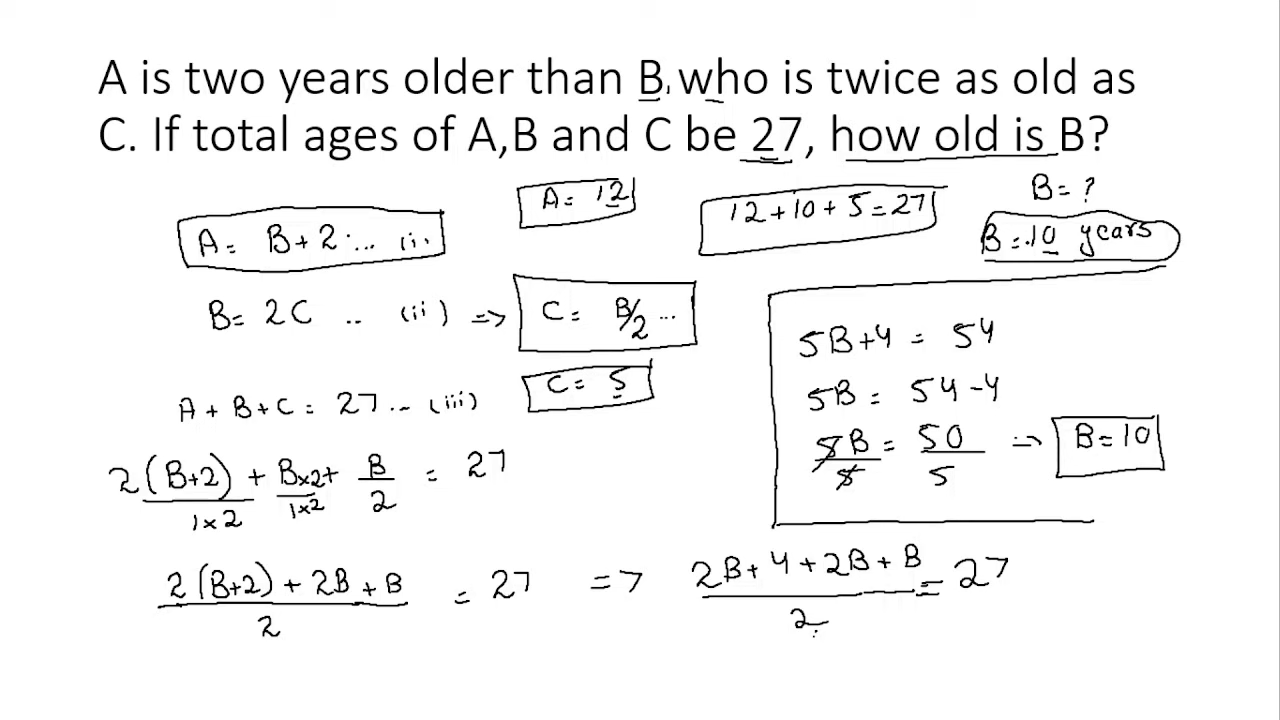 A is two years older than B, who is twice as old as
C. If total ages of A,B and C be 27, how old is B?
A = 12
12 + 10 + 5 = 27
B = ?
A = B + 2 ... (i).
B = .10 years
B = 2C .. (ii) => C = B/2 ...
5B + 4 = 54
C = 5
5B = 54 - 4
A + B + C = 27 ... (iii)
5B/5 = 50/5 => B = 10
2(B+2)/1×2 + B×2/1×2 + B/2 = 27
2(B+2) + 2B + B / 2 = 27 => 2B + 4 + 2B + B / 2 = 27